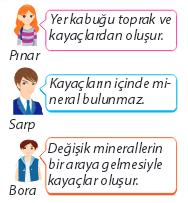 Yer kabuğu toprak ve
kayaçlardan oluşur.
Pınar
Kayaçların içinde mi-
neral bulunmaz.
Sarp
Değişik minerallerin
bir araya gelmesiyle
kayaçlar oluşur.
Bora